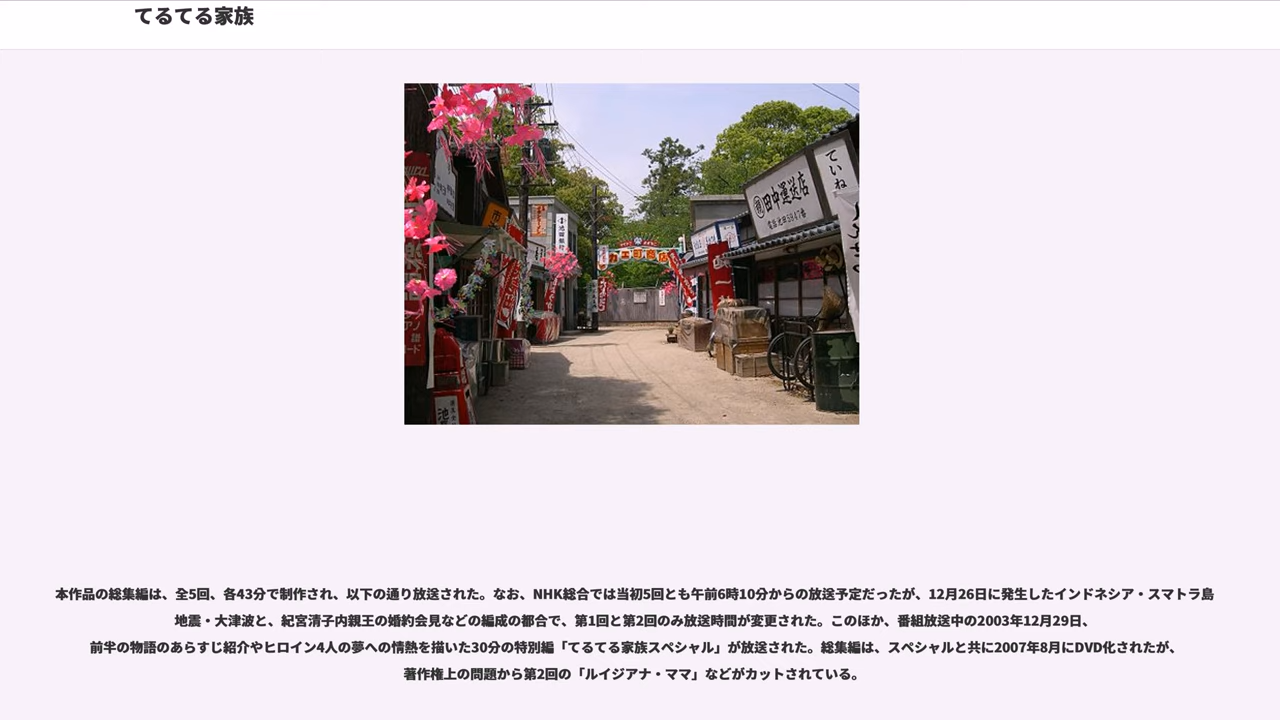 てるてる家族
田中運送店
ていね
本作品の総集編は、全5回、各43分で制作され、以下の通り放送された。なお、NHK総合では当初5回とも午前6時10分からの放送予定だったが、12月26日に発生したインドネシア・スマトラ島
地震・大津波と、紀宮清子内親王の婚約会見などの編成の都合で、第1回と第2回のみ放送時間が変更された。このほか、番組放送中の2003年12月29日、
前半の物語のあらすじ紹介やヒロイン4人の夢への情熱を描いた30分の特別編「てるてる家族スペシャル」が放送された。総集編は、スペシャルと共に2007年8月にDVD化されたが、
著作権上の問題から第2回の「ルイジアナ・ママ」などがカットされている。